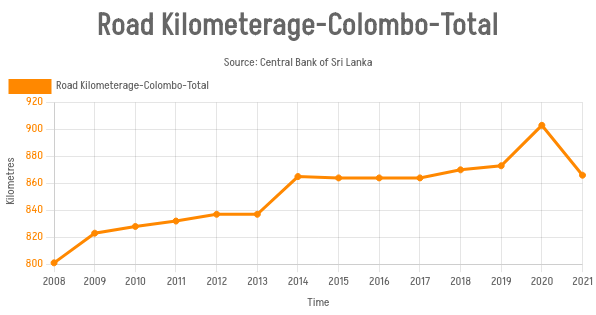 Road Kilometerage-Colombo-Total
Source: Central Bank of Sri Lanka
Road Kilometerage-Colombo-Total
920
900
880
860
840
820
800
Kilometres
2008 2009 2010 2011 2012 2013 2014 2015 2016 2017 2018 2019 2020 2021
Time